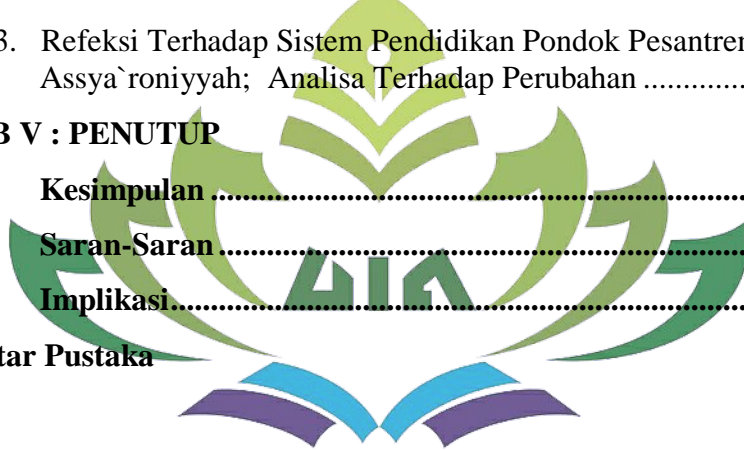 3. Refeksi Terhadap Sistem Pendidikan Pondok Pesantren
Assya`roniyyah; Analisa Terhadap Perubahan .............
B V : PENUTUP
Kesimpulan ..........................................................
Saran-Saran .........................................................
UIN
Implikasi..............................................................
tar Pustaka